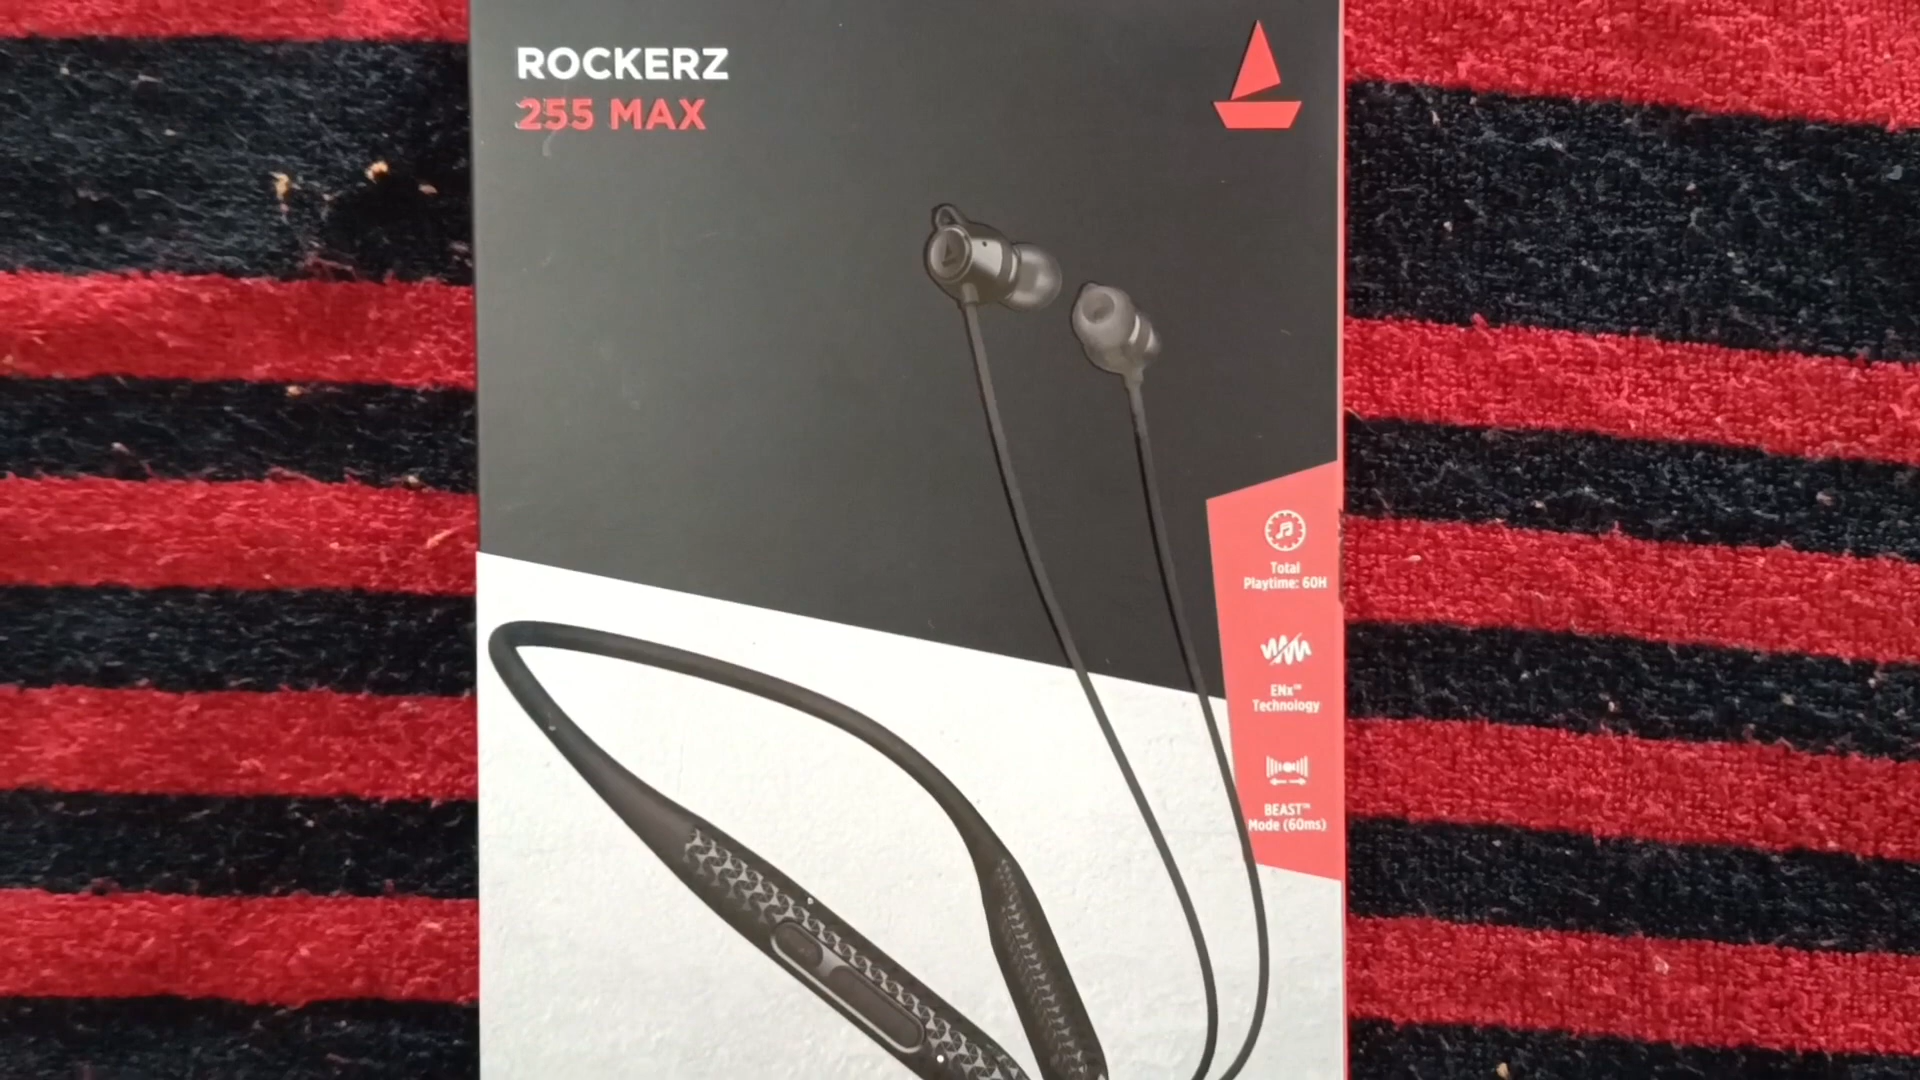 ROCKERZ
255 MAX
Total
Playtime: 60H
ENx™
Technology
BEAST™
Mode (60ms)